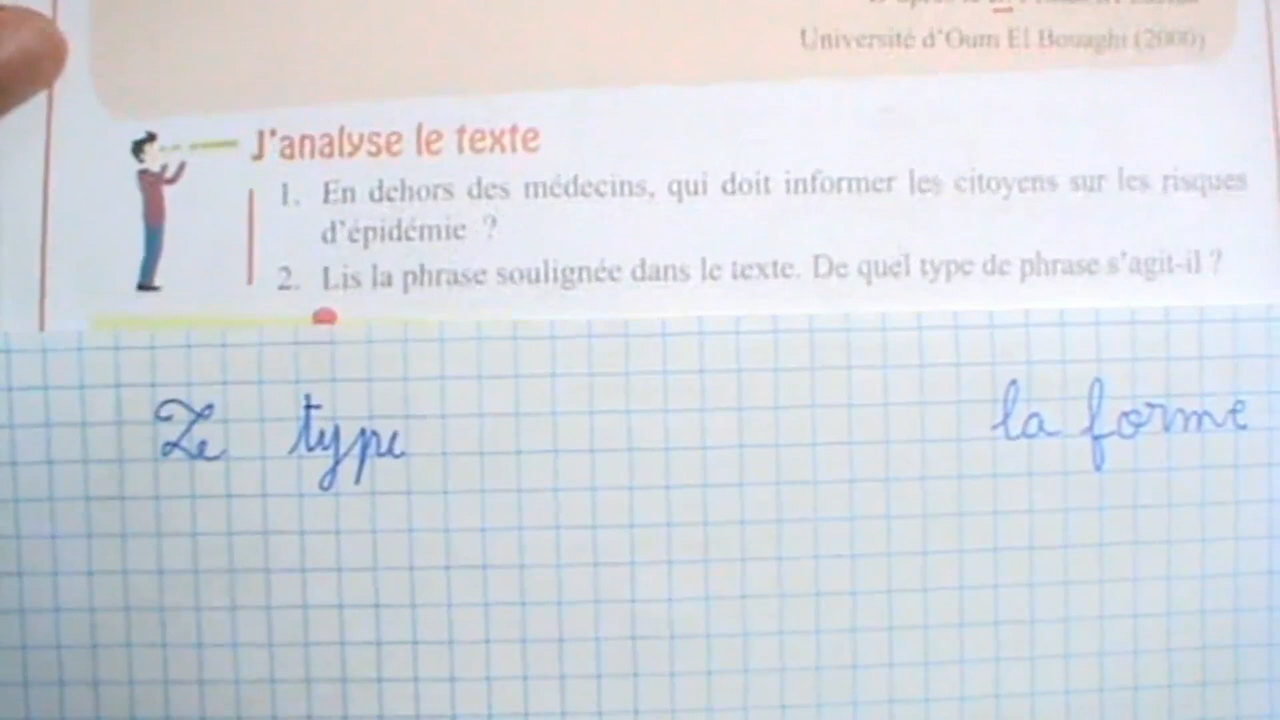 Université d'Oum El Bouaghi (2000)
J'analyse le texte
1. En dehors des médecins, qui doit informer les citoyens sur les risques
d'épidémie ?
2. Lis la phrase soulignée dans le texte. De quel type de phrase s'agit-il ?
Le type la forme